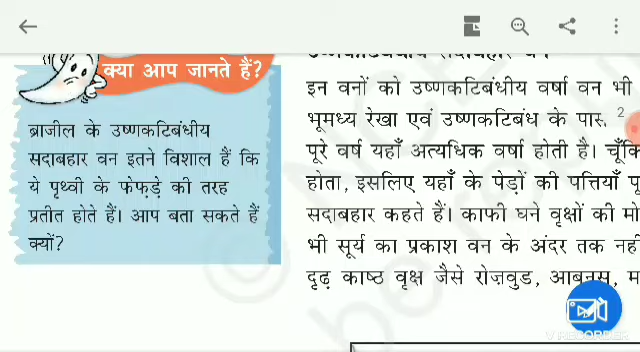 क्या आप जानते हैं?
ब्राजील के उष्णकटिबंधीय
सदाबहार वन इतने विशाल हैं कि
ये पृथ्वी के फेफड़े की तरह
प्रतीत होते हैं। आप बता सकते हैं
क्यों?
इन वनों को उष्णकटिबंधीय वर्षा वन भी
भूमध्य रेखा एवं उष्णकटिबंध के पास
पूरे वर्ष यहाँ अत्यधिक वर्षा होती है। चूँकि
होता, इसलिए यहाँ के पेड़ों की पत्तियाँ पू
सदाबहार कहते हैं। काफी घने वृक्षों की मो
भी सूर्य का प्रकाश वन के अंदर तक नहीं
दृढ़ काष्ठ वृक्ष जैसे रोज़वुड, आबनूस, म
2